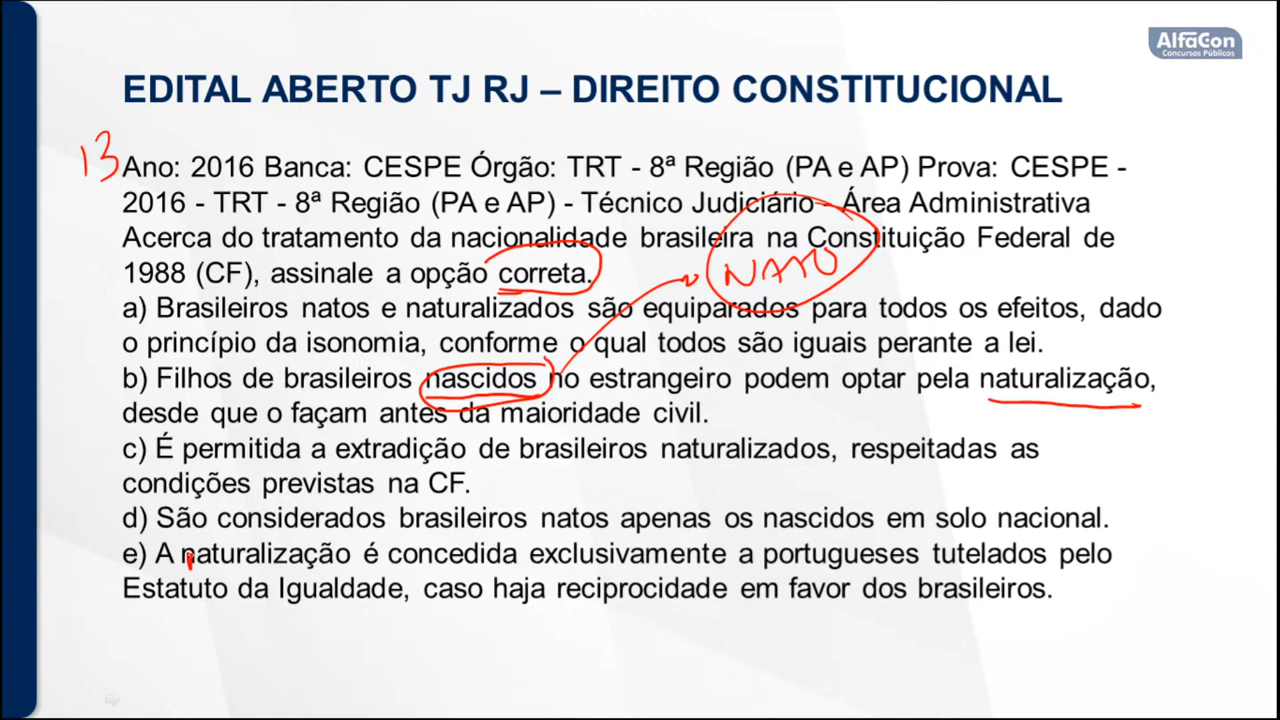 AlfaCon
Concursos Públicos
EDITAL ABERTO TJ RJ – DIREITO CONSTITUCIONAL
13
Ano: 2016 Banca: CESPE Órgão: TRT - 8ª Região (PA e AP) Prova: CESPE -
2016 - TRT - 8ª Região (PA e AP) - Técnico Judiciário - Área Administrativa
Acerca do tratamento da nacionalidade brasileira na Constituição Federal de
1988 (CF), assinale a opção correta.
NATO
a) Brasileiros natos e naturalizados são equiparados para todos os efeitos, dado
o princípio da isonomia, conforme o qual todos são iguais perante a lei.
b) Filhos de brasileiros nascidos no estrangeiro podem optar pela naturalização,
desde que o façam antes da maioridade civil.
c) É permitida a extradição de brasileiros naturalizados, respeitadas as
condições previstas na CF.
d) São considerados brasileiros natos apenas os nascidos em solo nacional.
e) A naturalização é concedida exclusivamente a portugueses tutelados pelo
Estatuto da Igualdade, caso haja reciprocidade em favor dos brasileiros.